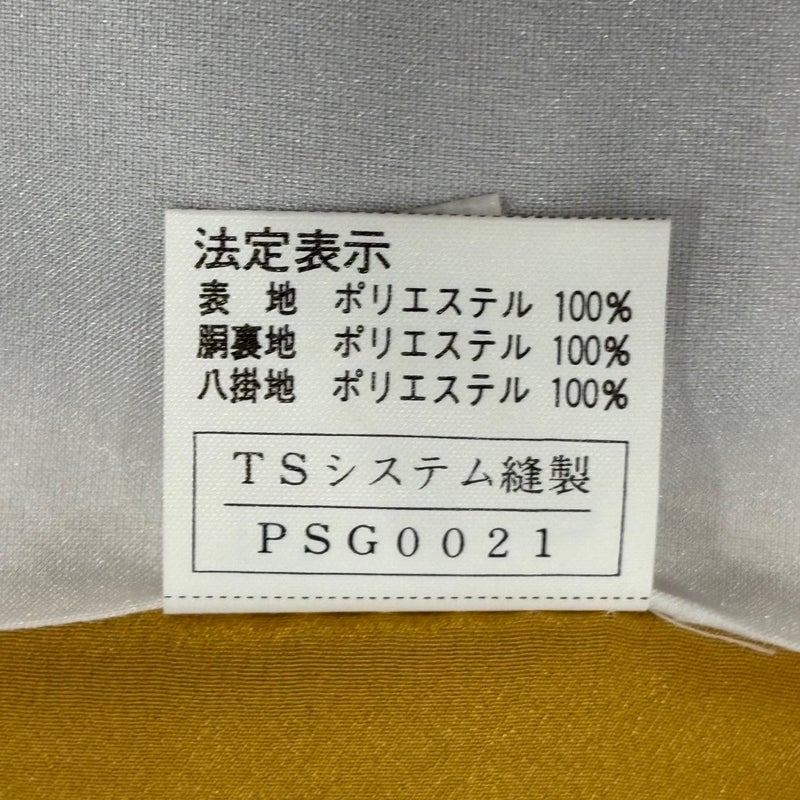 法定表示
表　地　ポリエステル 100%
胴裏地　ポリエステル 100%
八掛地　ポリエステル 100%
ＴＳシステム縫製
ＰＳＧ００２１